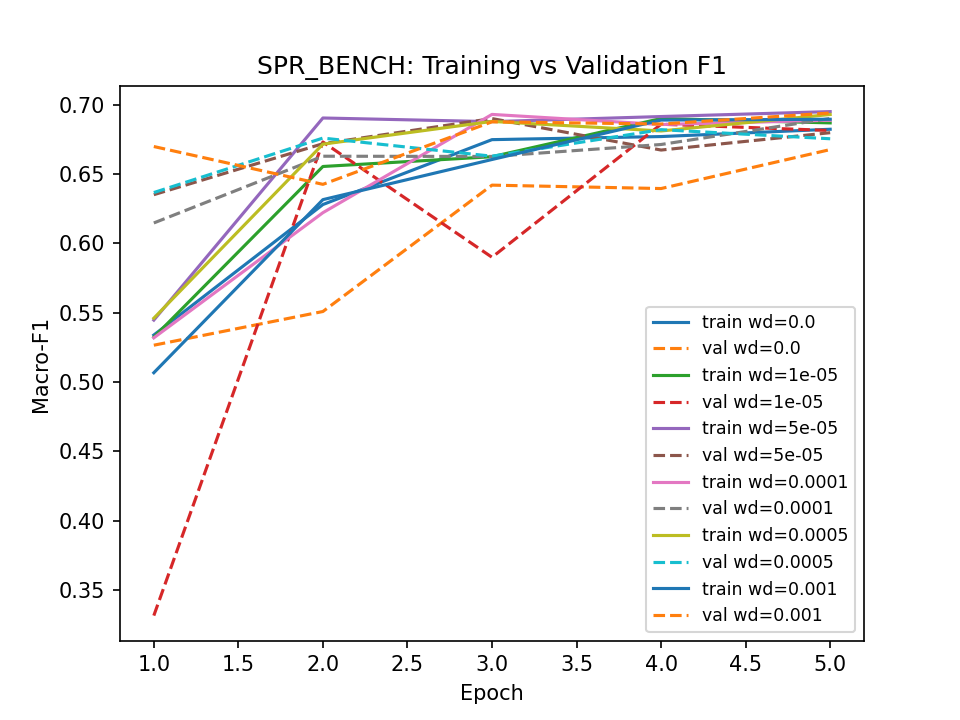 SPR_BENCH: Training vs Validation F1
0.70
0.65
0.60
0.55
0.50
0.45
0.40
0.35
Macro-F1
train wd=0.0
val wd=0.0
train wd=1e-05
val wd=1e-05
train wd=5e-05
val wd=5e-05
train wd=0.0001
val wd=0.0001
train wd=0.0005
val wd=0.0005
train wd=0.001
val wd=0.001
1.0 1.5 2.0 2.5 3.0 3.5 4.0 4.5 5.0
Epoch